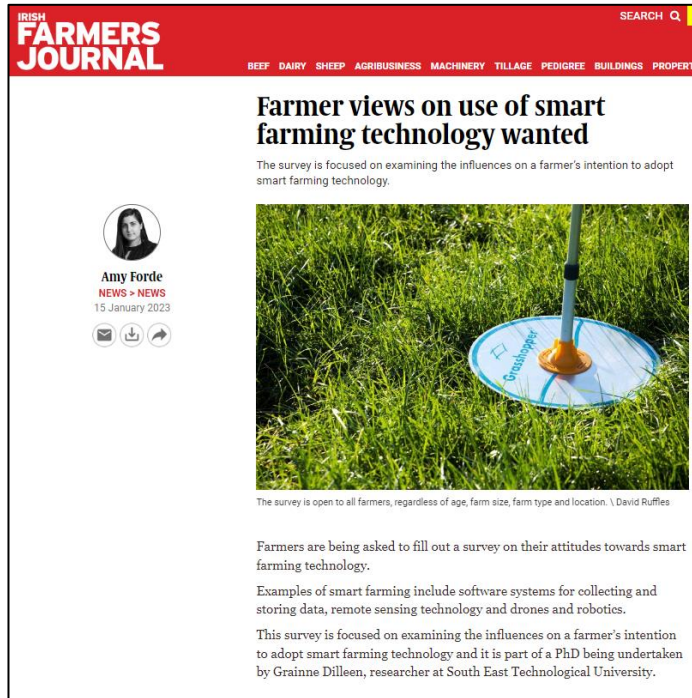 IRISH
FARMERS
JOURNAL
SEARCH
BEEF DAIRY SHEEP AGRIBUSINESS MACHINERY TILLAGE PEDIGREE BUILDINGS PROPERT
Farmer views on use of smart
farming technology wanted
The survey is focused on examining the influences on a farmer's intention to adopt
smart farming technology.
Amy Forde
NEWS > NEWS
15 January 2023
Grasshopper
The survey is open to all farmers, regardless of age, farm size, farm type and location. \ David Ruffles
Farmers are being asked to fill out a survey on their attitudes towards smart
farming technology.
Examples of smart farming include software systems for collecting and
storing data, remote sensing technology and drones and robotics.
This survey is focused on examining the influences on a farmer's intention
to adopt smart farming technology and it is part of a PhD being undertaken
by Grainne Dilleen, researcher at South East Technological University.